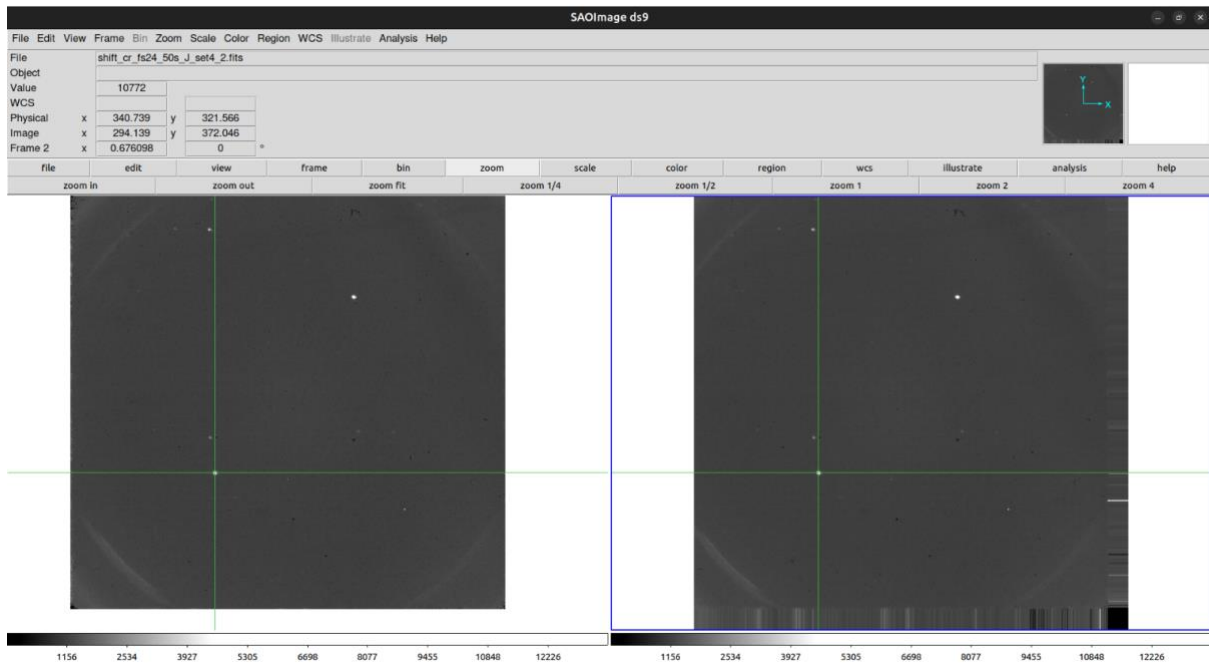 SAOImage ds9
File Edit View Frame Bin Zoom Scale Color Region WCS Illustrate Analysis Help
File shift_cr_fs24_50s_J_set4_2.fits
Object
Value 10772
WCS
Physical x 340.739 y 321.566
Image x 294.139 y 372.046
Frame 2 x 0.676098 0 °
Y
X
file edit view frame bin zoom scale color region wcs illustrate analysis help
zoom in zoom out zoom fit zoom 1/4 zoom 1/2 zoom 1 zoom 2 zoom 4
1156 2534 3927 5305 6698 8077 9455 10848 12226
1156 2534 3927 5305 6698 8077 9455 10848 12226